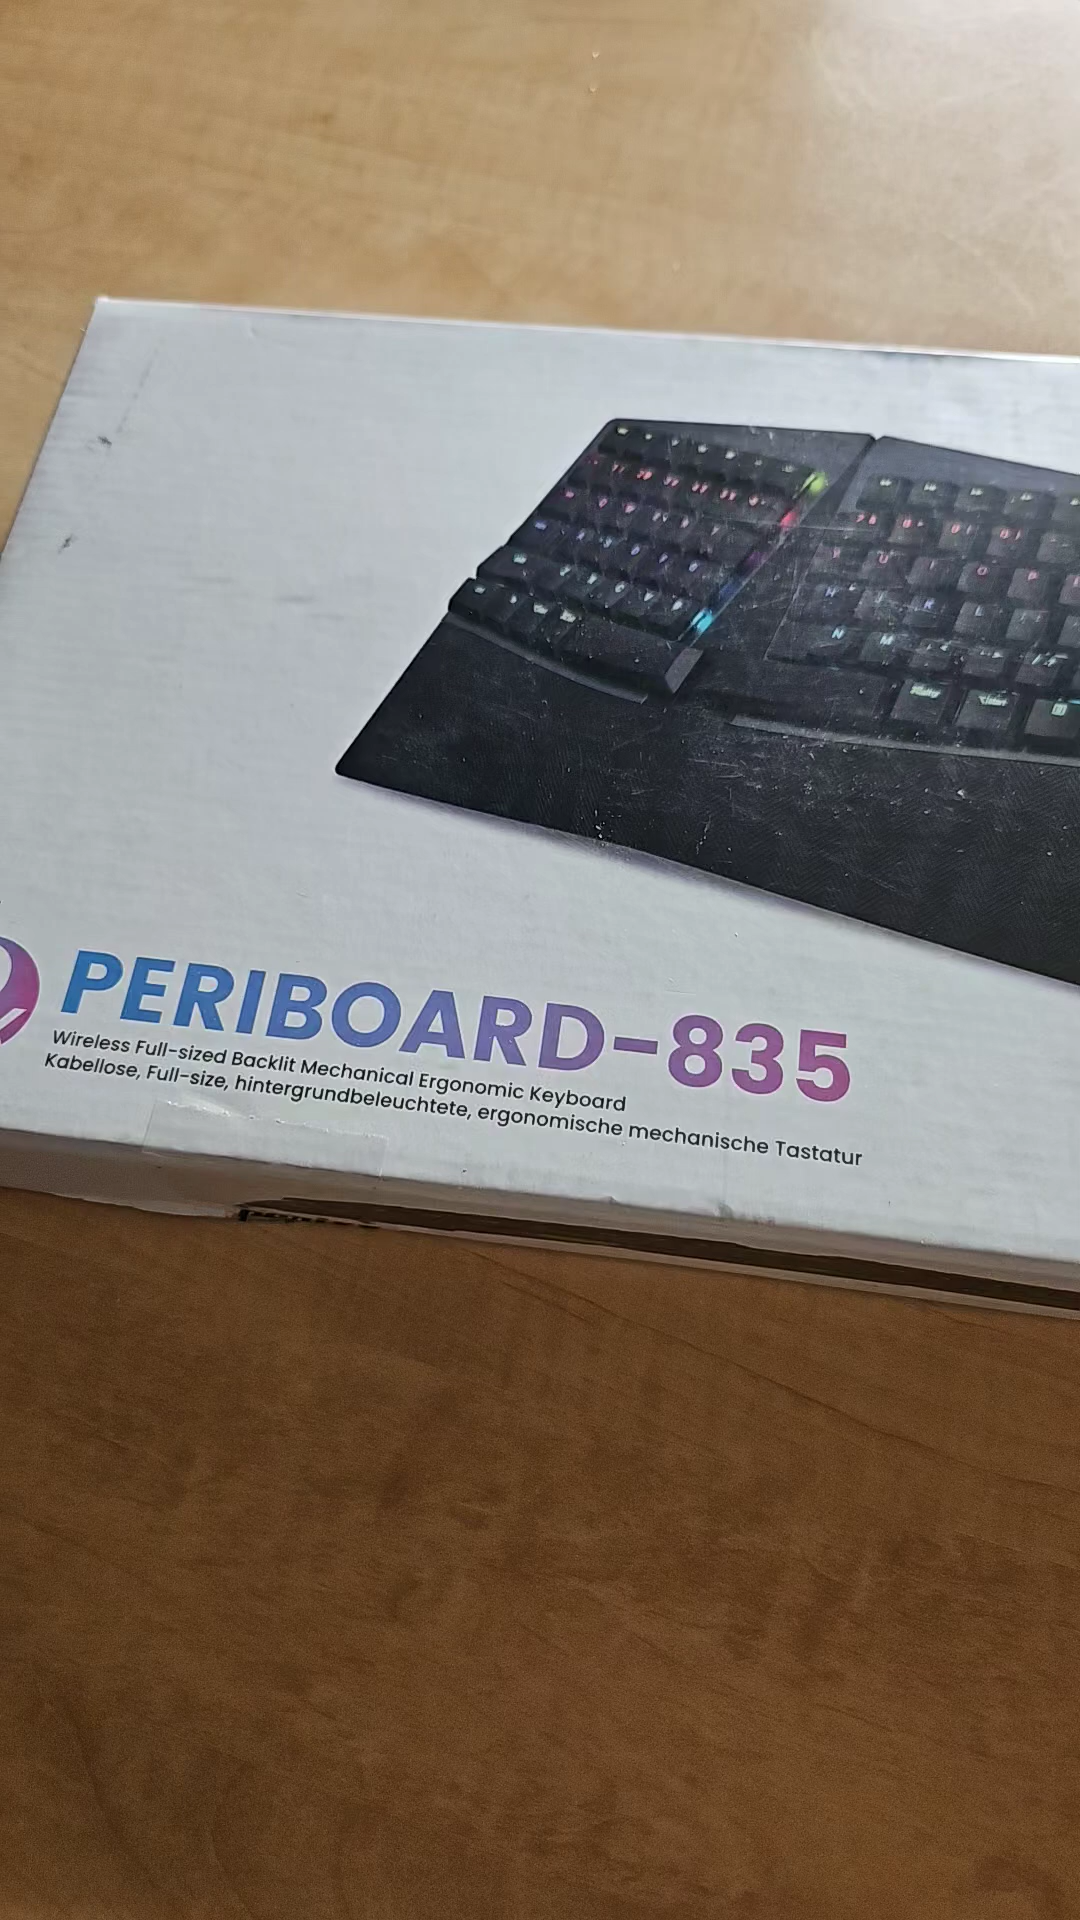 PERIBOARD-835
Wireless Full-sized Backlit Mechanical Ergonomic Keyboard
Kabellose, Full-size, hintergrundbeleuchtete, ergonomische mechanische Tastatur